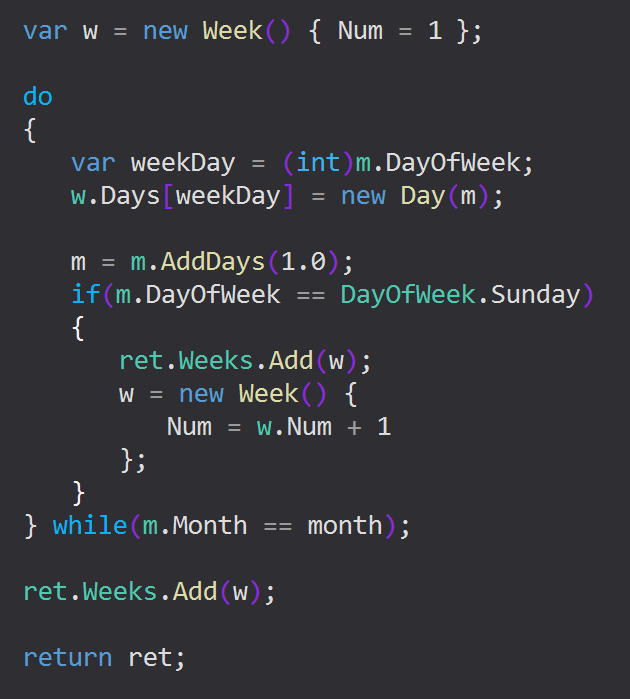 var w = new Week() { Num = 1 };
do
{
var weekDay = (int)m.DayOfWeek;
w.Days[weekDay] = new Day(m);
m = m.AddDays(1.0);
if(m.DayOfWeek == DayOfWeek.Sunday)
{
ret.Weeks.Add(w);
w = new Week() {
Num = w.Num + 1
};
}
} while(m.Month == month);
ret.Weeks.Add(w);
return ret;